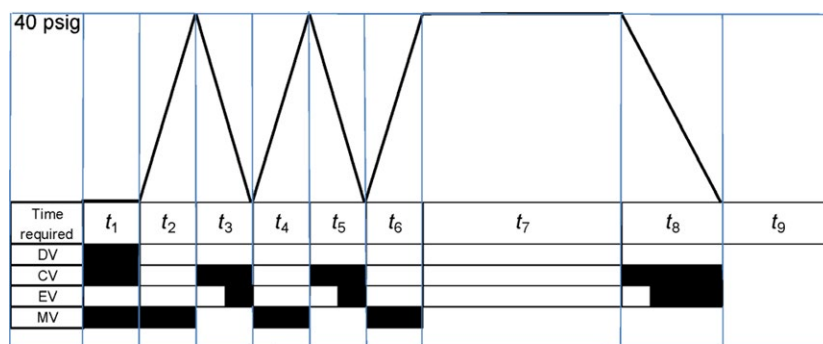 40 psig
Time
required
t1
t2
t3
t4
t5
t6
t7
t8
t9
DV
CV
EV
MV